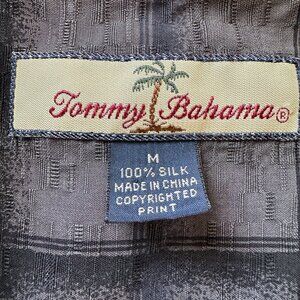 Tommy Bahama®
M
100% SILK
MADE IN CHINA
COPYRIGHTED
PRINT